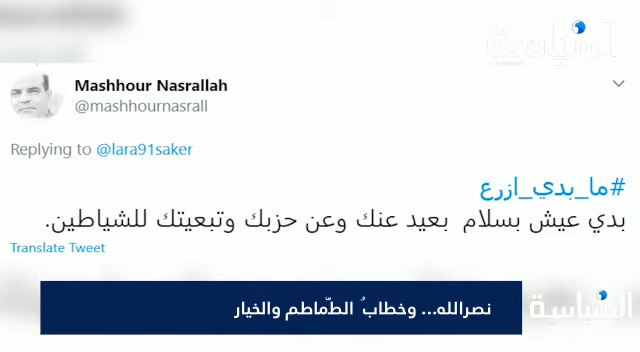 السياسة
Mashhour Nasrallah
@mashhournasrall
Replying to @lara91saker
#ما_بدي_ازرع
بدي عيش بسلام بعيد عنك وعن حزبك وتبعيتك للشياطين.
Translate Tweet
نصرالله... وخطابُ الطّماطم والخيار
السياسة